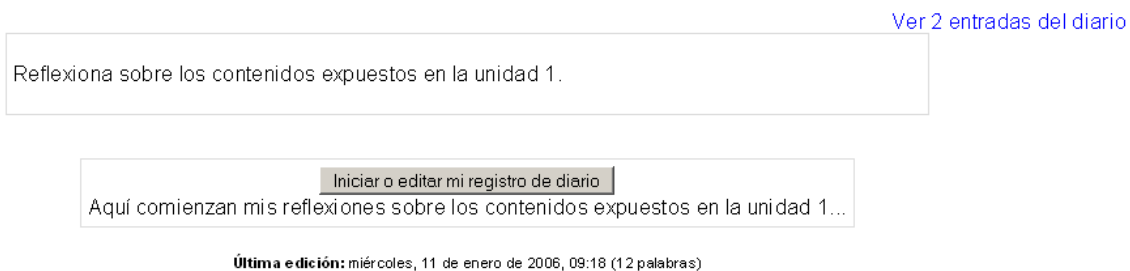 Ver 2 entradas del diario
Reflexiona sobre los contenidos expuestos en la unidad 1.
Iniciar o editar mi registro de diario
Aquí comienzan mis reflexiones sobre los contenidos expuestos en la unidad 1...
Última edición: miércoles, 11 de enero de 2006, 09:18 (12 palabras)